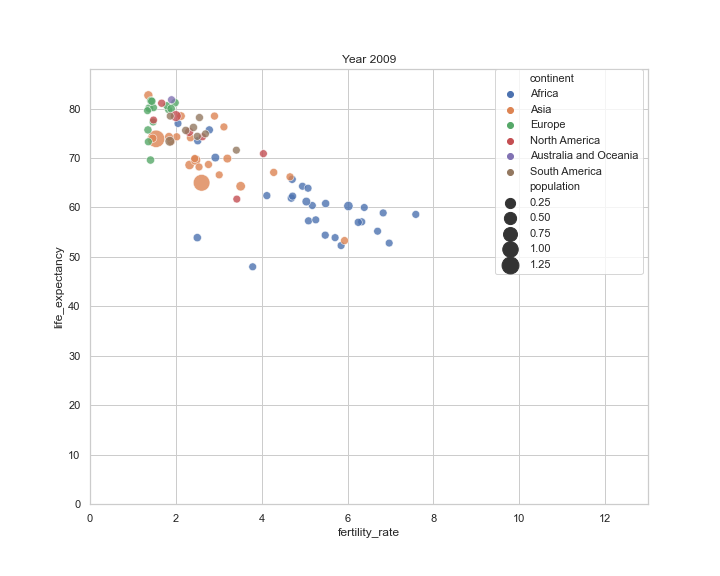 Year 2009
continent
Africa
Asia
Europe
North America
Australia and Oceania
South America
population
0.25
0.50
0.75
1.00
1.25
life_expectancy
80
70
60
50
40
30
20
10
0
0 2 4 6 8 10 12
fertility_rate